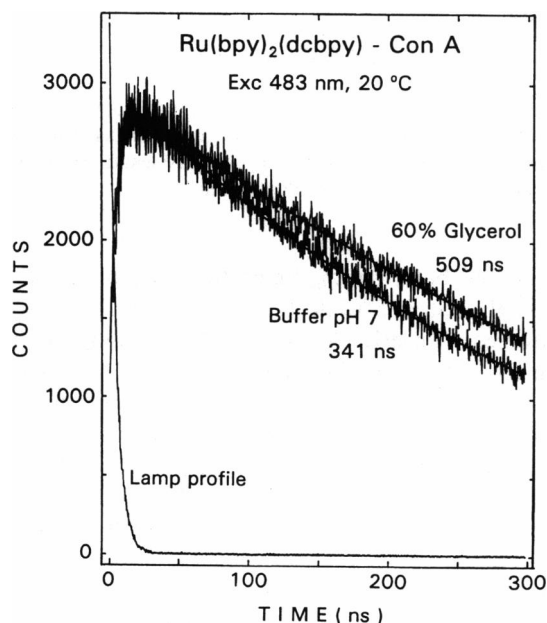 Ru(bpy)₂(dcbpy) - Con A
Exc 483 nm, 20 ºC
3000
2000
1000
0
COUNTS
60% Glycerol
509 ns
Buffer pH 7
341 ns
Lamp profile
0
100
200
300
TIME (ns)